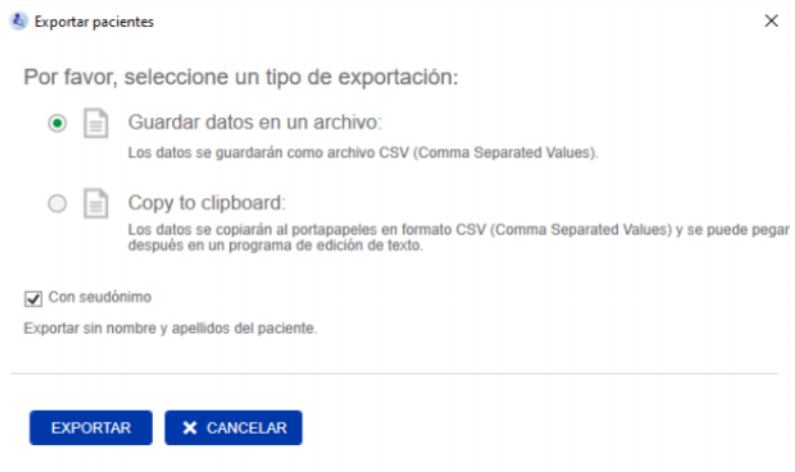 Exportar pacientes
Por favor, seleccione un tipo de exportación:
Guardar datos en un archivo:
Los datos se guardarán como archivo CSV (Comma Separated Values).
Copy to clipboard:
Los datos se copiarán al portapapeles en formato CSV (Comma Separated Values) y se puede pegar
después en un programa de edición de texto.
Con seudónimo
Exportar sin nombre y apellidos del paciente.
EXPORTAR
CANCELAR